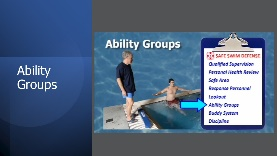 Ability
Groups
Ability Groups
SAFE SWIM DEFENSE
Qualified Supervision
Personal Health Review
Safe Area
Response Personnel
Lookout
Ability Groups
Buddy System
Discipline